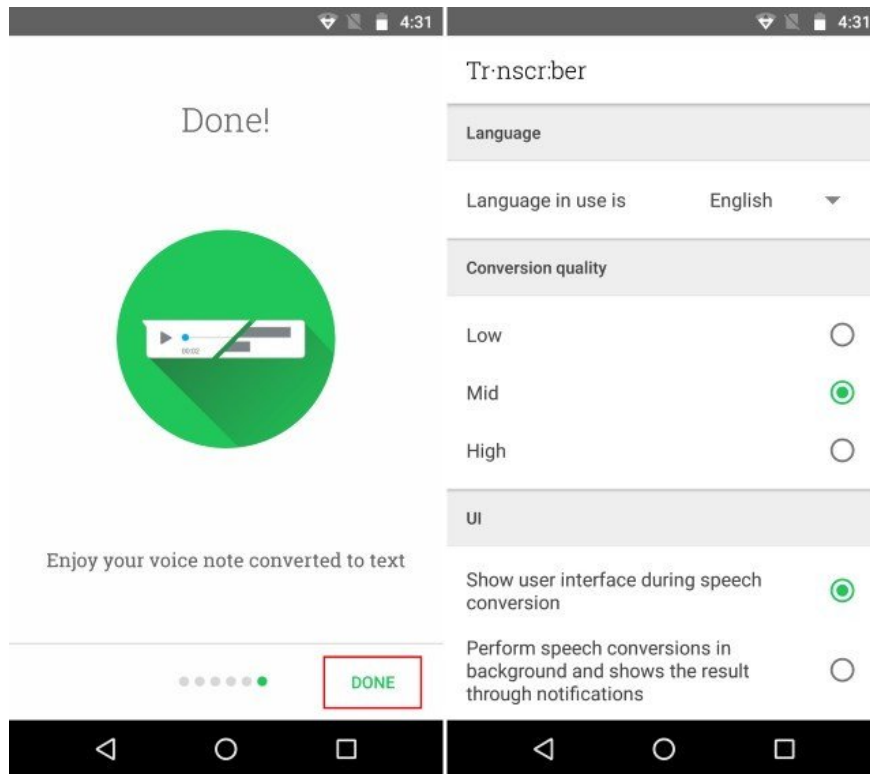 4:31
Done!
00:02
Enjoy your voice note converted to text
DONE
4:31
Tr·nscr:ber
Language
Language in use is English
Conversion quality
Low
Mid
High
UI
Show user interface during speech
conversion
Perform speech conversions in
background and shows the result
through notifications